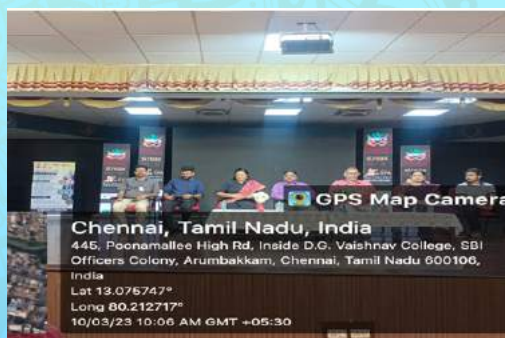 GPS Map Camera
Chennai, Tamil Nadu, India
445, Poonamallee High Rd, Inside D.G. Vaishnav College, SBI
Officers Colony, Arumbakkam, Chennai, Tamil Nadu 600106,
India
Lat 13.075747°
Long 80.212717°
10/03/23 10:06 AM GMT +05:30